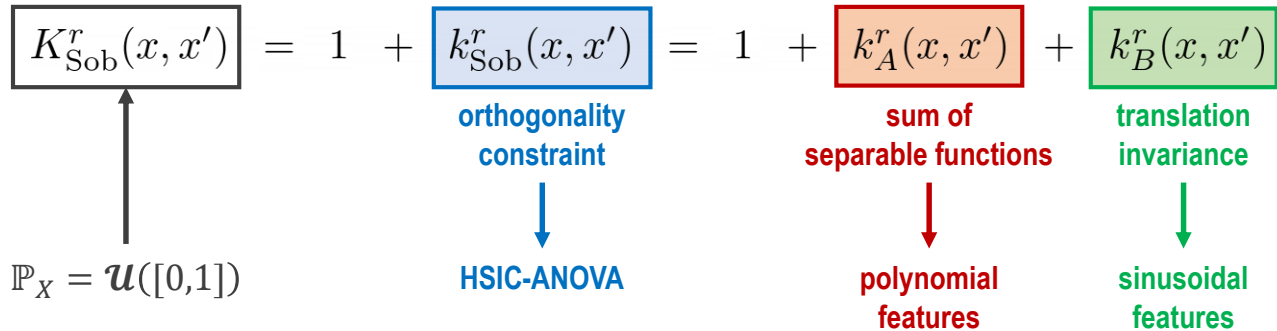 K^r_Sob(x, x′) = 1 + k^r_Sob(x, x′) = 1 + k^r_A(x, x′) + k^r_B(x, x′)
orthogonality
constraint
sum of
separable functions
translation
invariance
ℙ_X = 𝓤([0,1])
HSIC-ANOVA
polynomial
features
sinusoidal
features